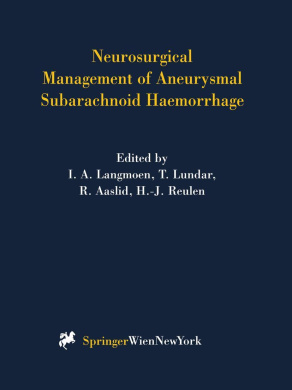 Neurosurgical
Management of Aneurysmal
Subarachnoid Haemorrhage
Edited by
I. A. Langmoen, T. Lundar,
R. Aaslid, H.-J. Reulen
SpringerWienNewYork